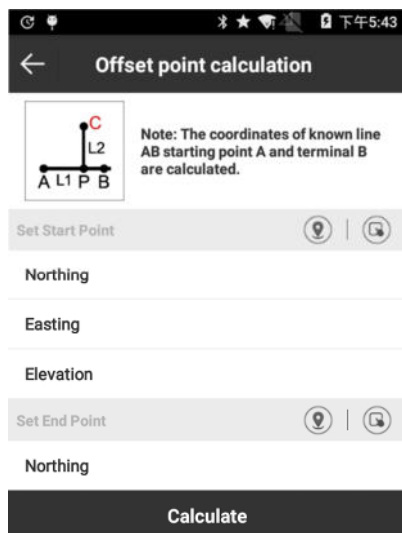 下午5:43
Offset point calculation
C
L2
A L1 P B
Note: The coordinates of known line
AB starting point A and terminal B
are calculated.
Set Start Point
Northing
Easting
Elevation
Set End Point
Northing
Calculate